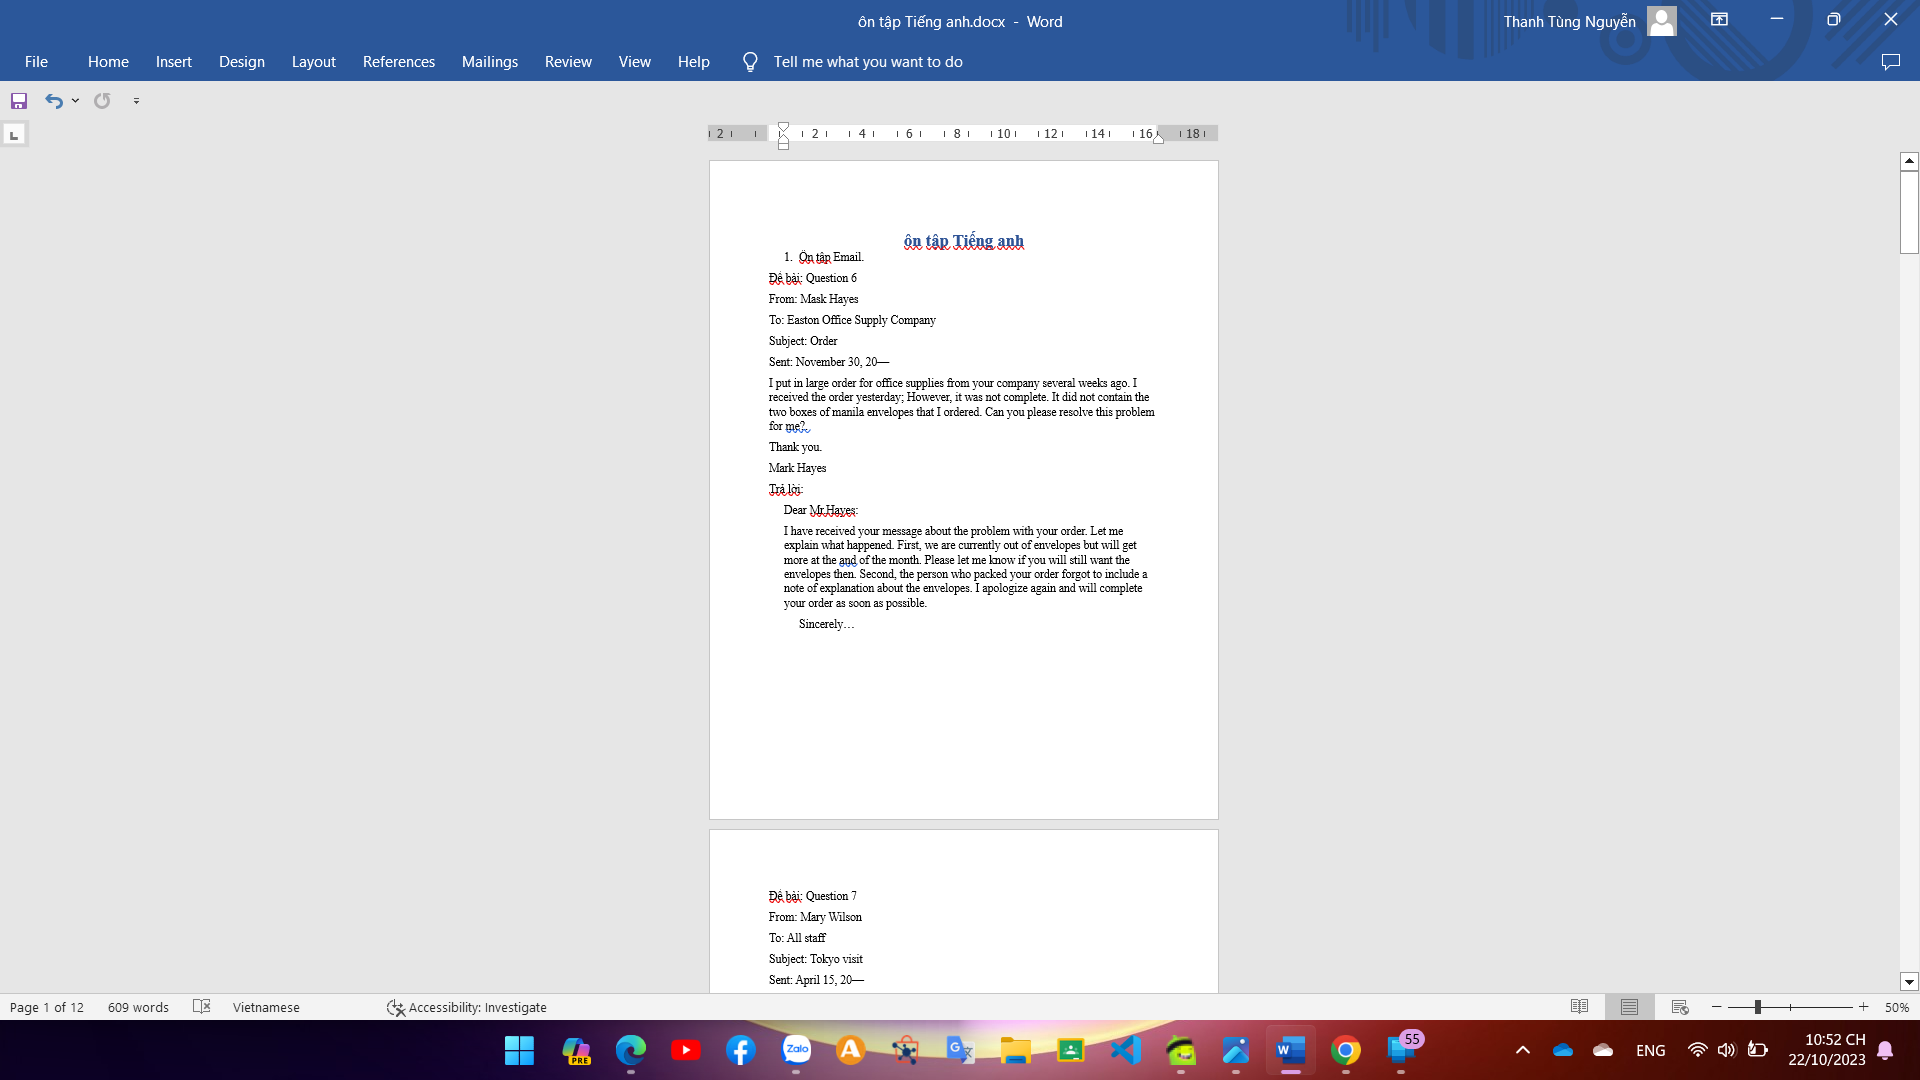 ôn tập Tiếng anh.docx - Word
Thanh Tùng Nguyễn
File Home Insert Design Layout References Mailings Review View Help Tell me what you want to do
2 2 4 6 8 10 12 14 16 18
ôn tập Tiếng anh
1. Ôn tập Email.
Đề bài: Question 6
From: Mask Hayes
To: Easton Office Supply Company
Subject: Order
Sent: November 30, 20—
I put in large order for office supplies from your company several weeks ago. I
received the order yesterday; However, it was not complete. It did not contain the
two boxes of manila envelopes that I ordered. Can you please resolve this problem
for me?.
Thank you.
Mark Hayes
Trả lời:
Dear Mr.Hayes:
I have received your message about the problem with your order. Let me
explain what happened. First, we are currently out of envelopes but will get
more at the and of the month. Please let me know if you will still want the
envelopes then. Second, the person who packed your order forgot to include a
note of explanation about the envelopes. I apologize again and will complete
your order as soon as possible.
Sincerely…
Đề bài: Question 7
From: Mary Wilson
To: All staff
Subject: Tokyo visit
Sent: April 15, 20—
Page 1 of 12 609 words Vietnamese Accessibility: Investigate 50%
PRE
Zalo
55
ENG
10:52 CH
22/10/2023